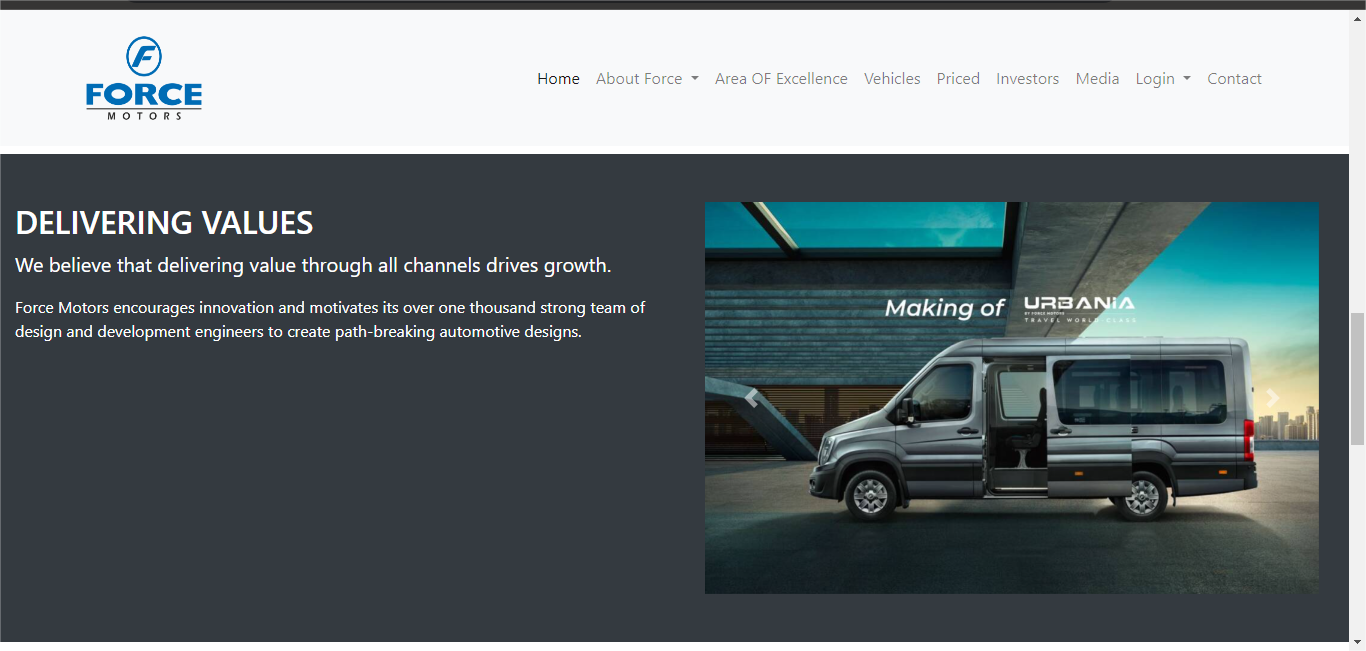 F
FORCE
MOTORS
Home About Force Area OF Excellence Vehicles Priced Investors Media Login Contact
DELIVERING VALUES
We believe that delivering value through all channels drives growth.
Force Motors encourages innovation and motivates its over one thousand strong team of
design and development engineers to create path-breaking automotive designs.
Making of URBANIA
BY FORCE MOTORS
TRAVEL WORLD-CLASS